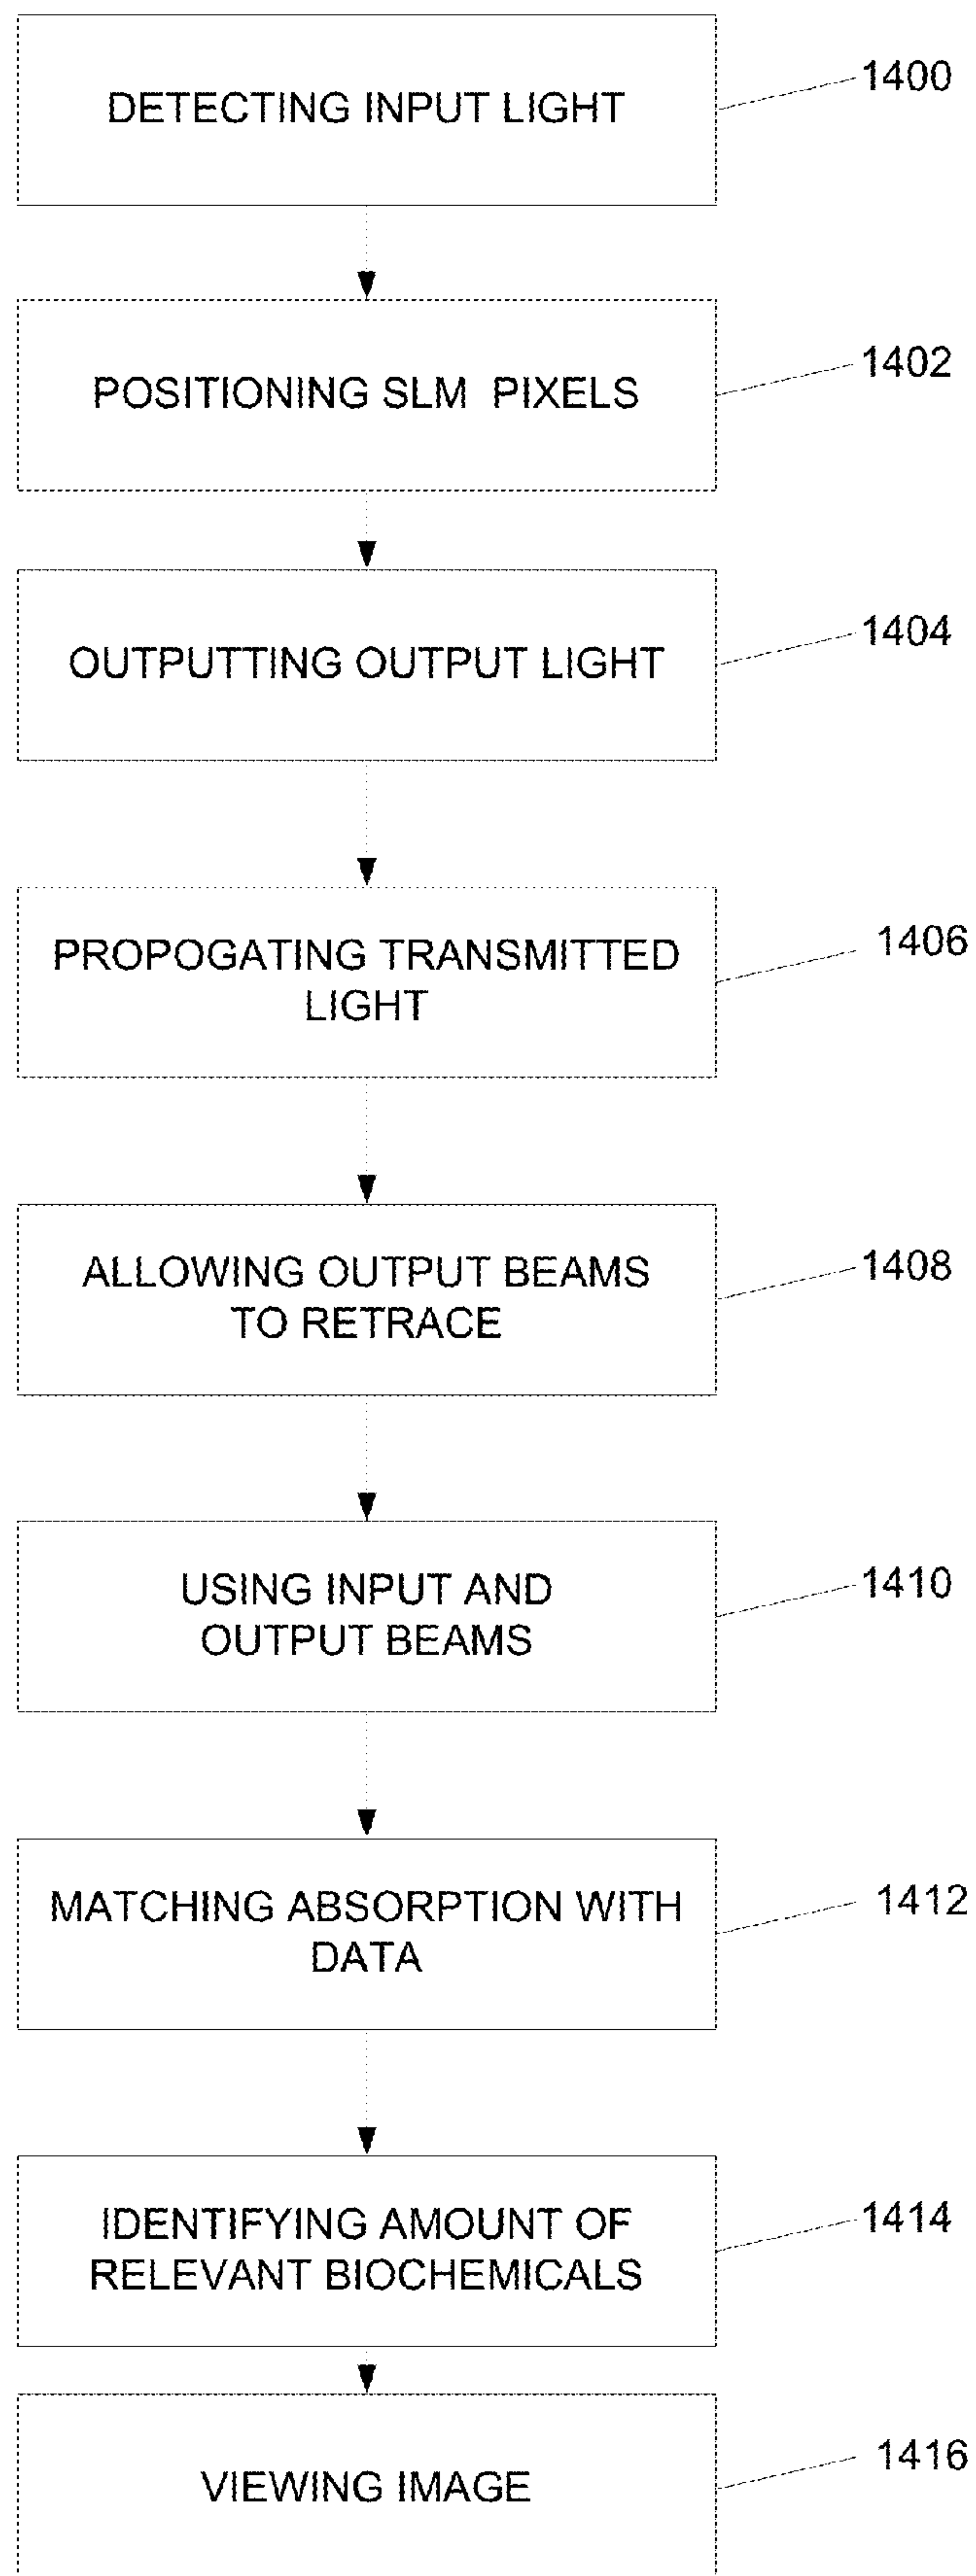 DETECTING INPUT LIGHT
1400
POSITIONING SLM PIXELS
1402
OUTPUTTING OUTPUT LIGHT
1404
PROPOGATING TRANSMITTED
LIGHT
1406
ALLOWING OUTPUT BEAMS
TO RETRACE
1408
USING INPUT AND
OUTPUT BEAMS
1410
MATCHING ABSORPTION WITH
DATA
1412
IDENTIFYING AMOUNT OF
RELEVANT BIOCHEMICALS
1414
VIEWING IMAGE
1416